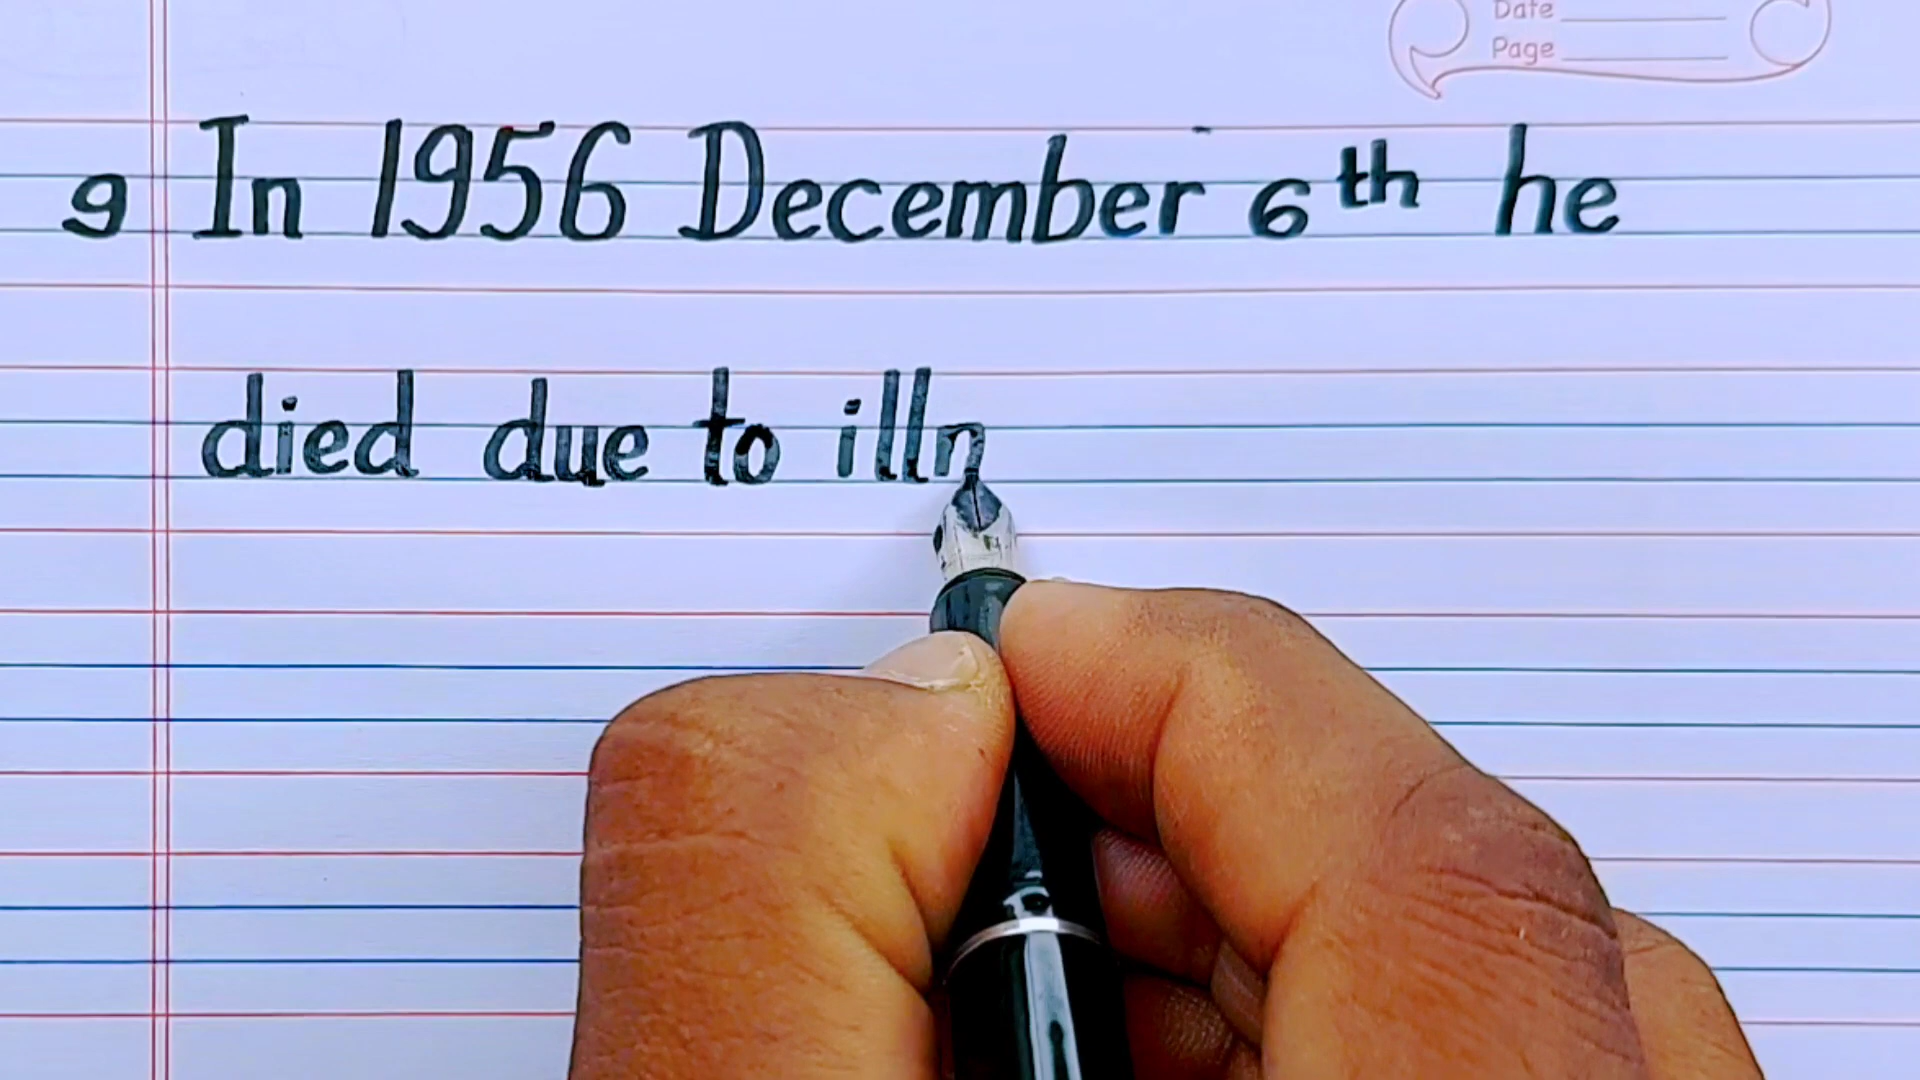 Date
Page
9 In 1956 December 6th he
died due to illn